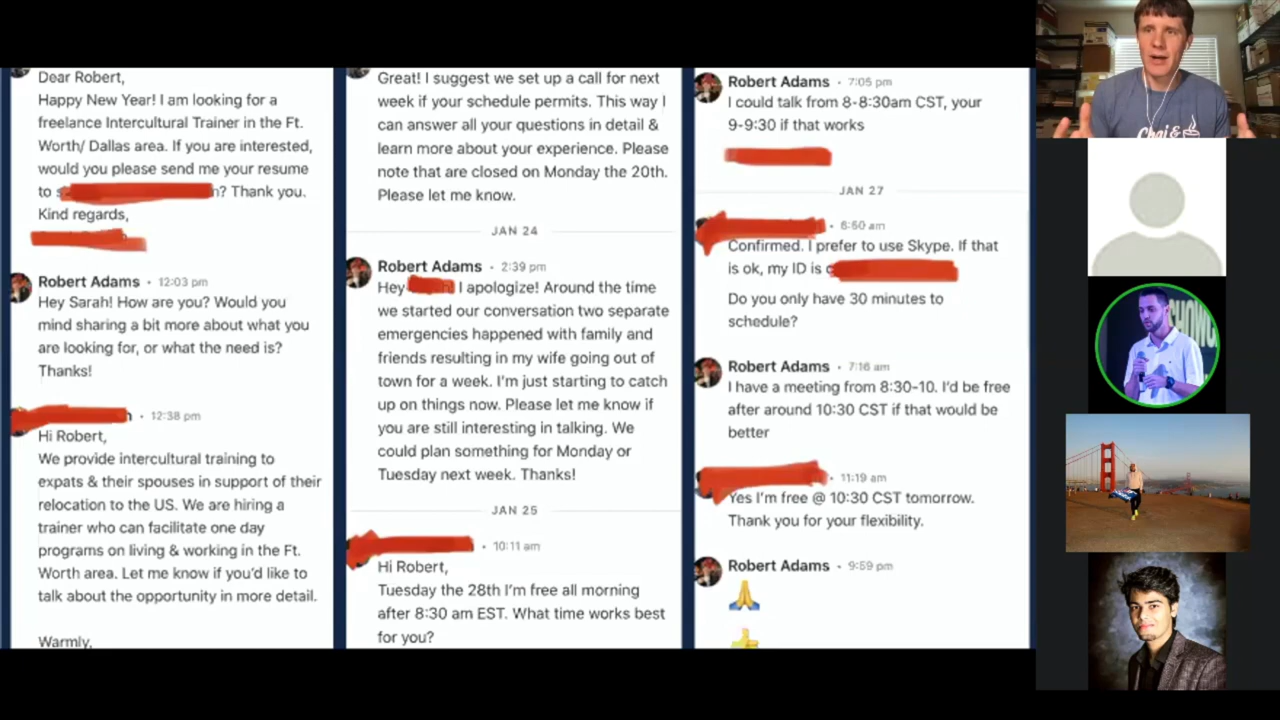 Dear Robert,
Happy New Year! I am looking for a
freelance Intercultural Trainer in the Ft.
Worth/ Dallas area. If you are interested,
would you please send me your resume
to s n? Thank you.
Kind regards,
Robert Adams • 12:03 pm
Hey Sarah! How are you? Would you
mind sharing a bit more about what you
are looking for, or what the need is?
Thanks!
• 12:38 pm
Hi Robert,
We provide intercultural training to
expats & their spouses in support of their
relocation to the US. We are hiring a
trainer who can facilitate one day
programs on living & working in the Ft.
Worth area. Let me know if you'd like to
talk about the opportunity in more detail.
Warmly,
Great! I suggest we set up a call for next
week if your schedule permits. This way I
can answer all your questions in detail &
learn more about your experience. Please
note that are closed on Monday the 20th.
Please let me know.
JAN 24
Robert Adams • 2:39 pm
Hey I apologize! Around the time
we started our conversation two separate
emergencies happened with family and
friends resulting in my wife going out of
town for a week. I'm just starting to catch
up on things now. Please let me know if
you are still interesting in talking. We
could plan something for Monday or
Tuesday next week. Thanks!
JAN 25
• 10:11 am
Hi Robert,
Tuesday the 28th I'm free all morning
after 8:30 am EST. What time works best
for you?
Robert Adams • 7:05 pm
I could talk from 8-8:30am CST, your
9-9:30 if that works
JAN 27
• 6:50 am
Confirmed. I prefer to use Skype. If that
is ok, my ID is
Do you only have 30 minutes to
schedule?
Robert Adams • 7:16 am
I have a meeting from 8:30-10. I'd be free
after around 10:30 CST if that would be
better
• 11:19 am
Yes I'm free @ 10:30 CST tomorrow.
Thank you for your flexibility.
Robert Adams • 9:59 pm
Chai &